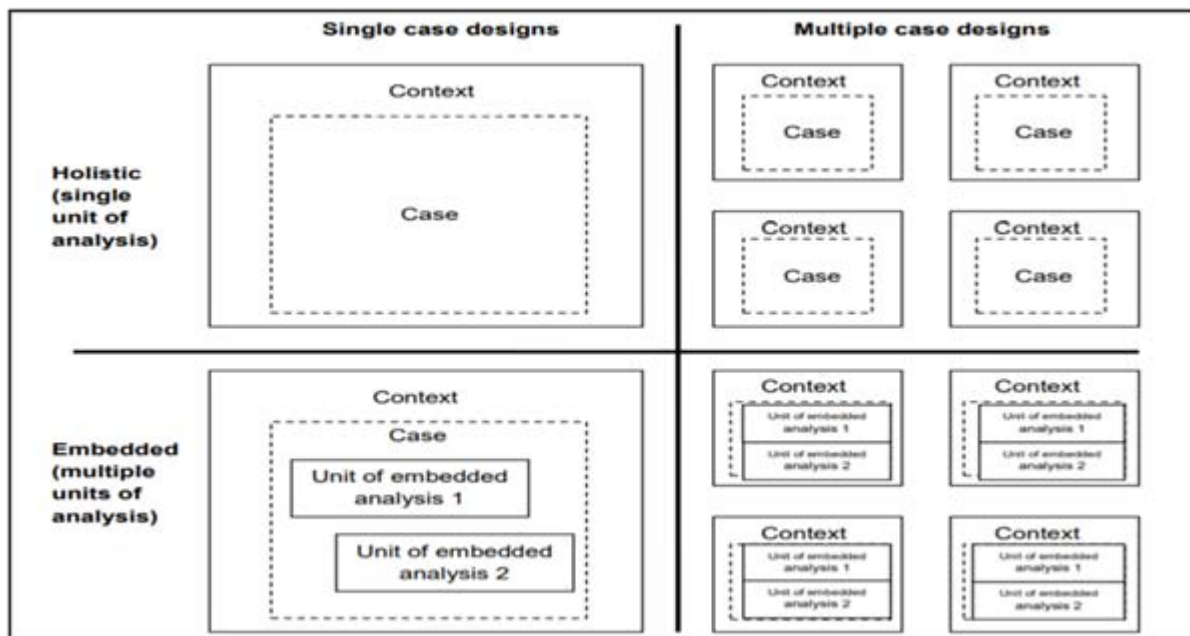 Single case designs
Multiple case designs
Holistic
(single
unit of
analysis)
Context
Case
Context
Case
Context
Case
Context
Case
Context
Case
Embedded
(multiple
units of
analysis)
Context
Case
Unit of embedded
analysis 1
Unit of embedded
analysis 2
Context
Unit of embedded
analysis 1
Unit of embedded
analysis 2
Context
Unit of embedded
analysis 1
Unit of embedded
analysis 2
Context
Unit of embedded
analysis 1
Unit of embedded
analysis 2
Context
Unit of embedded
analysis 1
Unit of embedded
analysis 2